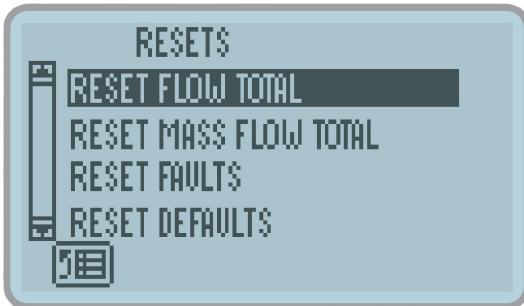 RESETS
RESET FLOW TOTAL
RESET MASS FLOW TOTAL
RESET FAULTS
RESET DEFAULTS